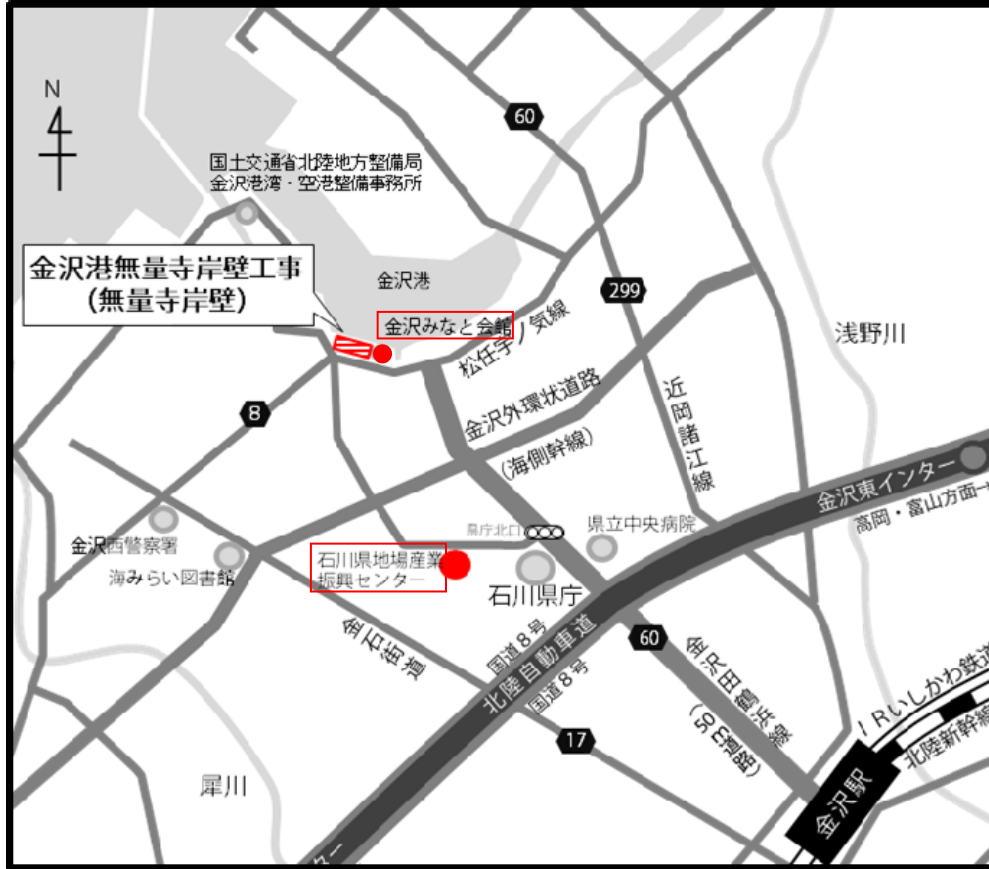 N
60
国土交通省北陸地方整備局
金沢港湾・空港整備事務所
金沢港無量寺岸壁工事
(無量寺岸壁)
金沢港
金沢みなと会館
299
松任宇ノ気線
浅野川
金沢外環状道路
(海側幹線)
近岡諸江線
8
金沢東インター
高岡・富山方面→
県庁北口
県立中央病院
金沢西警察署
海みらい図書館
石川県地場産業
振興センター
石川県庁
金石街道
国道8号
北陸自動車道
国道8号
60
金沢田鶴浜線
(50m道路)
17
IRいしかわ鉄道
北陸新幹線
金沢駅
犀川
ター